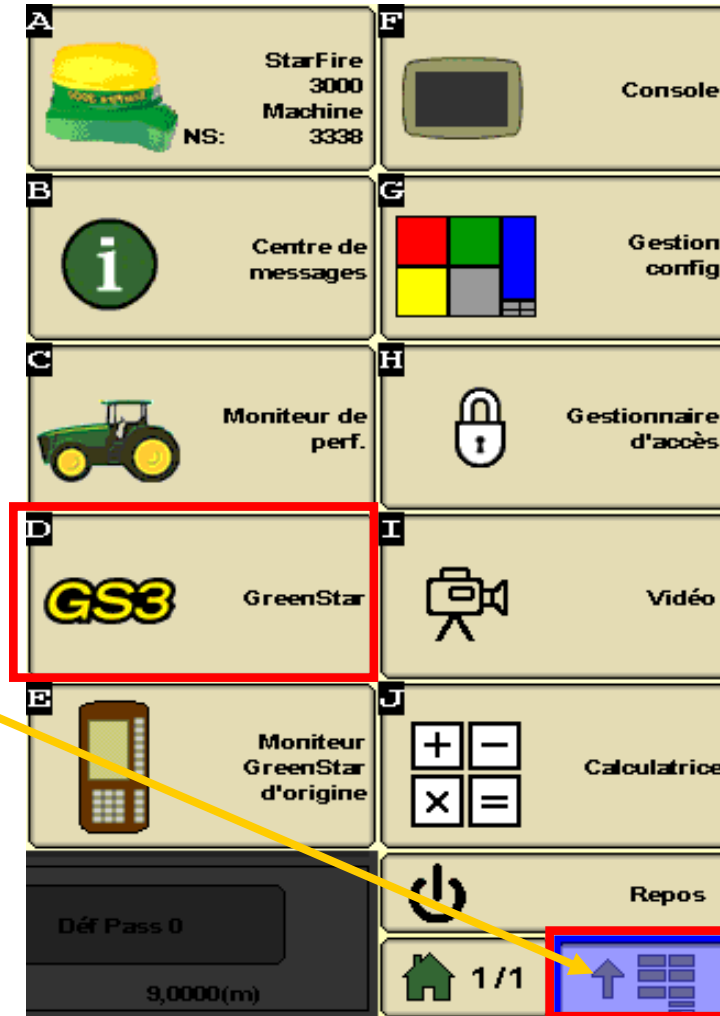 A
StarFire
3000
Machine
NS: 3338
F
Console
B
Centre de
messages
G
Gestion
config
C
Moniteur de
perf.
H
Gestionnaire
d'accès
D
GS3
GreenStar
I
Vidéo
E
Moniteur
GreenStar
d'origine
J
Calculatrice
Déf Pass 0
9,0000(m)
Repos
1/1